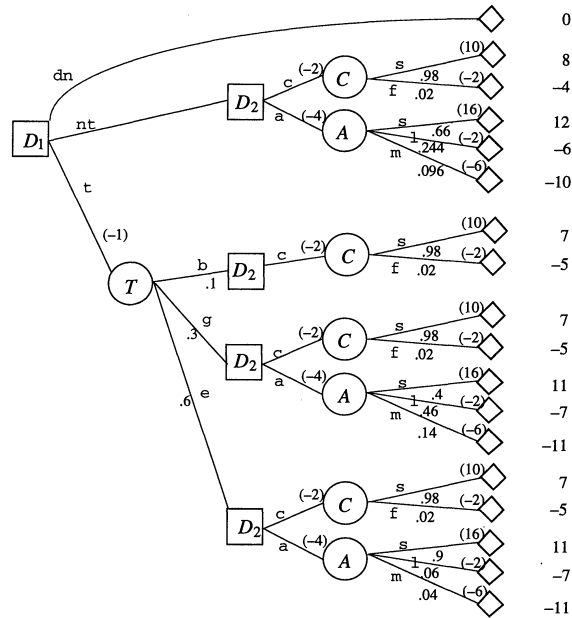 0
dn
D1 nt D2
c (-2) C s .98 (10) 8
f .02 (-2) -4
a (-4) A s .66 (16) 12
l .244 (-2) -6
m .096 (-6) -10
t (-1) T
b .1 D2 c (-2) C s .98 (10) 7
f .02 (-2) -5
g .3 D2
c (-2) C s .98 (10) 7
f .02 (-2) -5
a (-4) A s .4 (16) 11
l .46 (-2) -7
m .14 (-6) -11
e .6 D2
c (-2) C s .98 (10) 7
f .02 (-2) -5
a (-4) A s .9 (16) 11
l .06 (-2) -7
m .04 (-6) -11